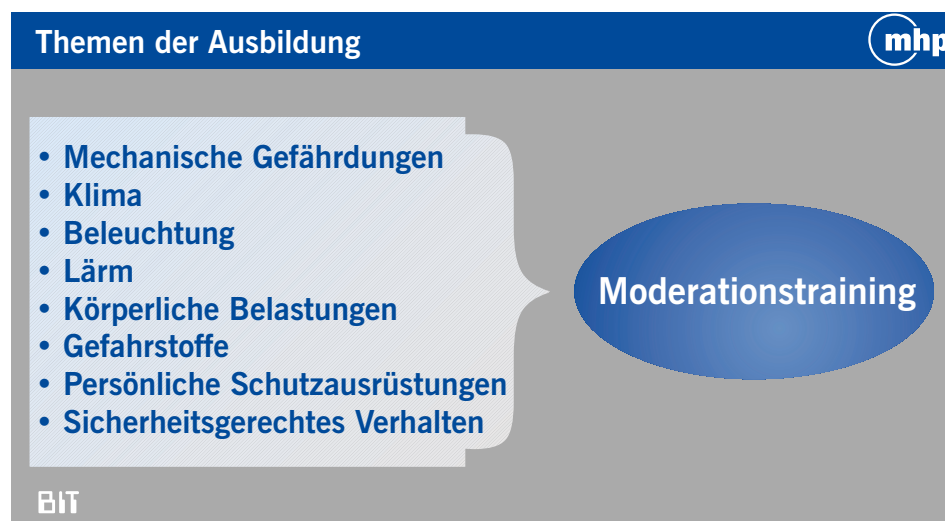 Themen der Ausbildung
mhp
• Mechanische Gefährdungen
• Klima
• Beleuchtung
• Lärm
• Körperliche Belastungen
• Gefahrstoffe
• Persönliche Schutzausrüstungen
• Sicherheitsgerechtes Verhalten
Moderationstraining
BIT